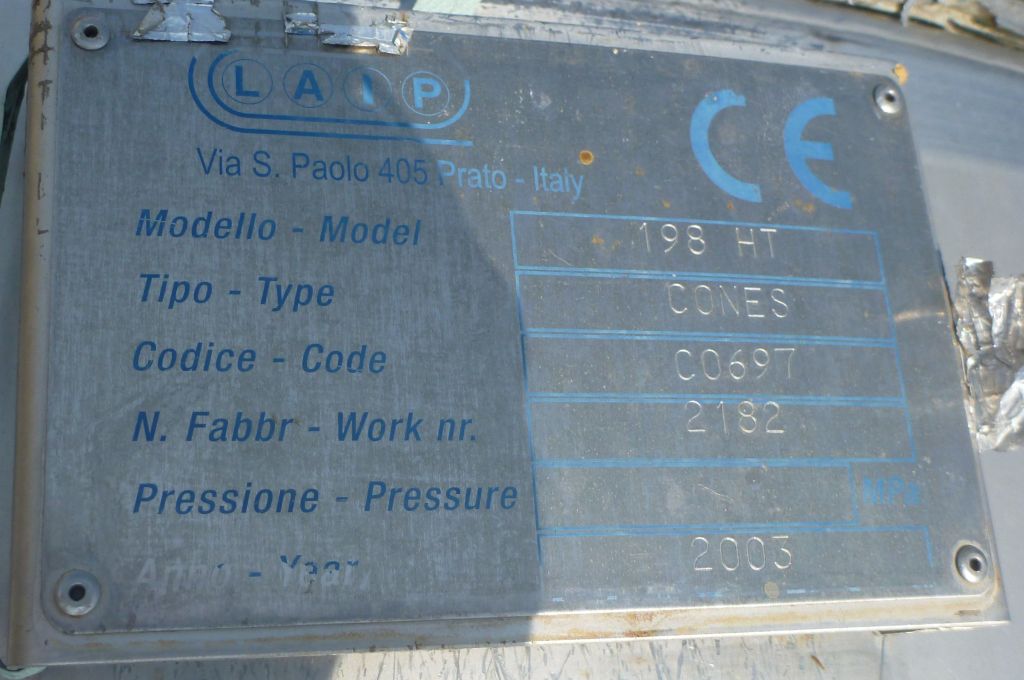 LAIP
CE
Via S. Paolo 405 Prato - Italy
Modello - Model 198 HT
Tipo - Type CONES
Codice - Code C0697
N. Fabbr - Work nr. 2182
Pressione - Pressure MPa
Anno - Year 2003